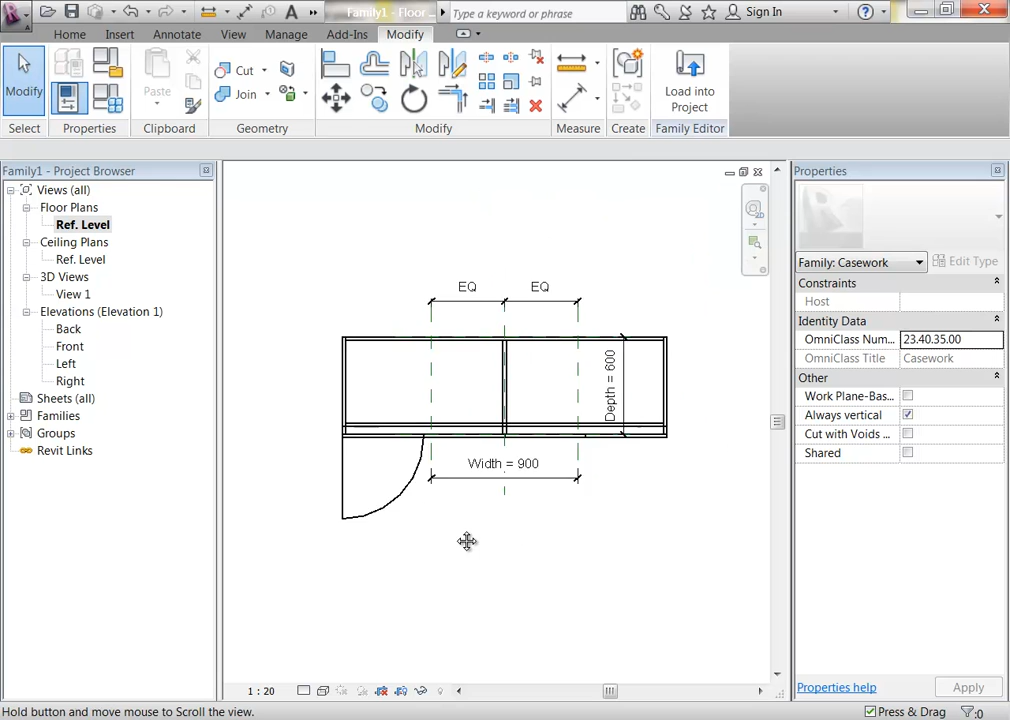 Family1 - Floor ...
Type a keyword or phrase
Sign In
Home
Insert
Annotate
View
Manage
Add-Ins
Modify
Modify
Paste
Cut
Join
Load into
Project
Select
Properties
Clipboard
Geometry
Modify
Measure
Create
Family Editor
Family1 - Project Browser
Views (all)
Floor Plans
Ref. Level
Ceiling Plans
Ref. Level
3D Views
View 1
Elevations (Elevation 1)
Back
Front
Left
Right
Sheets (all)
Families
Groups
Revit Links
EQ
EQ
Depth = 600
Width = 900
2D
Properties
Family: Casework
Edit Type
Constraints
Host
Identity Data
OmniClass Num...
23.40.35.00
OmniClass Title
Casework
Other
Work Plane-Bas...
Always vertical
Cut with Voids ...
Shared
Properties help
Apply
1 : 20
Hold button and move mouse to Scroll the view.
Press & Drag
:0